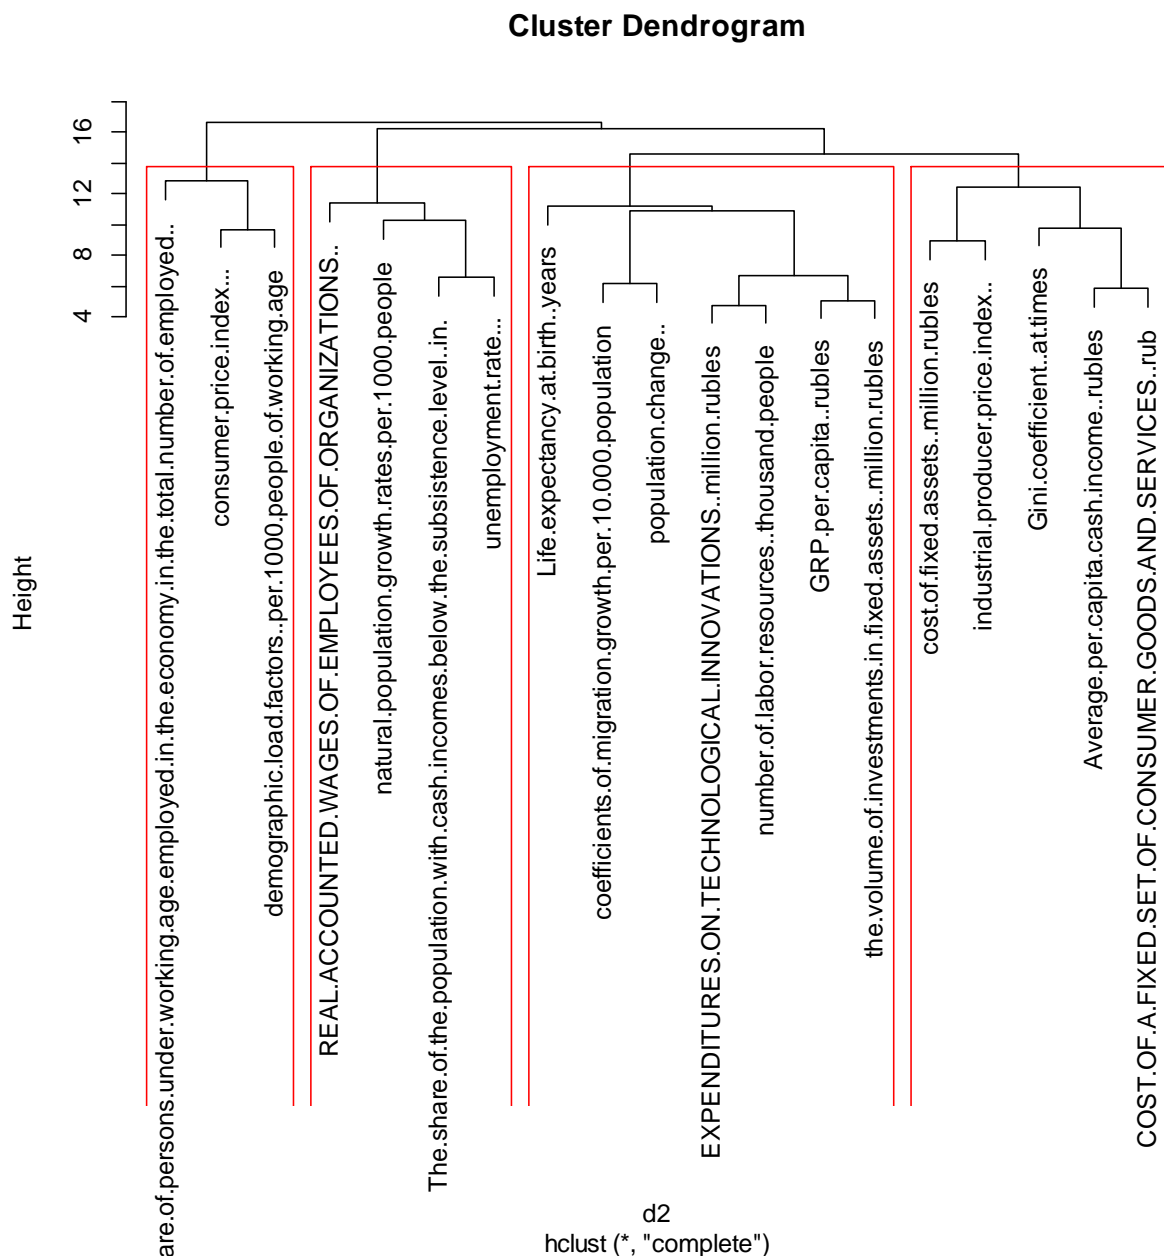 Cluster Dendrogram
Height
16
12
8
4
are.of.persons.under.working.age.employed.in.the.economy.in.the.total.number.of.employed..
consumer.price.index...
demographic.load.factors..per.1000.people.of.working.age
REAL.ACCOUNTED.WAGES.OF.EMPLOYEES.OF.ORGANIZATIONS..
natural.population.growth.rates.per.1000.people
The.share.of.the.population.with.cash.incomes.below.the.subsistence.level..in.
unemployment.rate...
Life.expectancy.at.birth..years
coefficients.of.migration.growth.per.10.000.population
population.change..
EXPENDITURES.ON.TECHNOLOGICAL.INNOVATIONS..million.rubles
number.of.labor.resources..thousand.people
GRP.per.capita..rubles
the.volume.of.investments.in.fixed.assets..million.rubles
cost.of.fixed.assets..million.rubles
industrial.producer.price.index..
Gini.coefficient..at.times
Average.per.capita.cash.income..rubles
COST.OF.A.FIXED.SET.OF.CONSUMER.GOODS.AND.SERVICES..rub
d2
hclust (*, "complete")